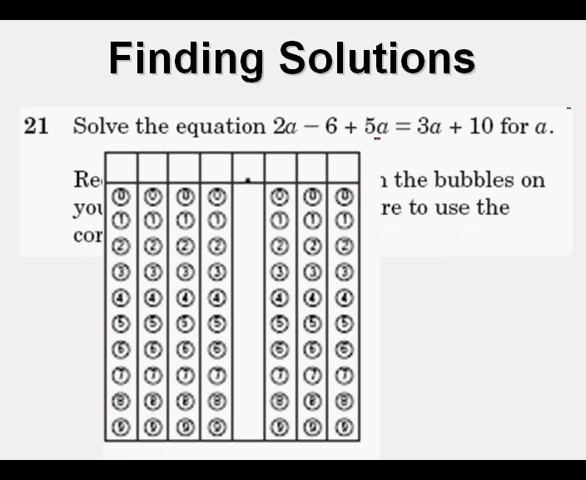 Finding Solutions
21 Solve the equation 2a − 6 + 5a = 3a + 10 for a.
the bubbles on
you re to use the
.
⓪ ⓪ ⓪ ⓪ ⓪ ⓪ ⓪
① ① ① ① ① ① ①
② ② ② ② ② ② ②
③ ③ ③ ③ ③ ③ ③
④ ④ ④ ④ ④ ④ ④
⑤ ⑤ ⑤ ⑤ ⑤ ⑤ ⑤
⑥ ⑥ ⑥ ⑥ ⑥ ⑥ ⑥
⑦ ⑦ ⑦ ⑦ ⑦ ⑦ ⑦
⑧ ⑧ ⑧ ⑧ ⑧ ⑧ ⑧
⑨ ⑨ ⑨ ⑨ ⑨ ⑨ ⑨